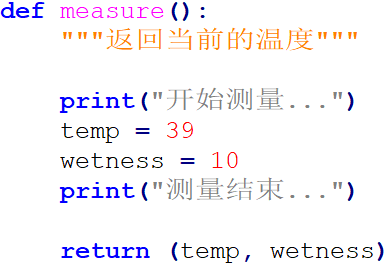 def measure():
    """返回当前的温度"""

    print("开始测量...")
    temp = 39
    wetness = 10
    print("测量结束...")

    return (temp, wetness)